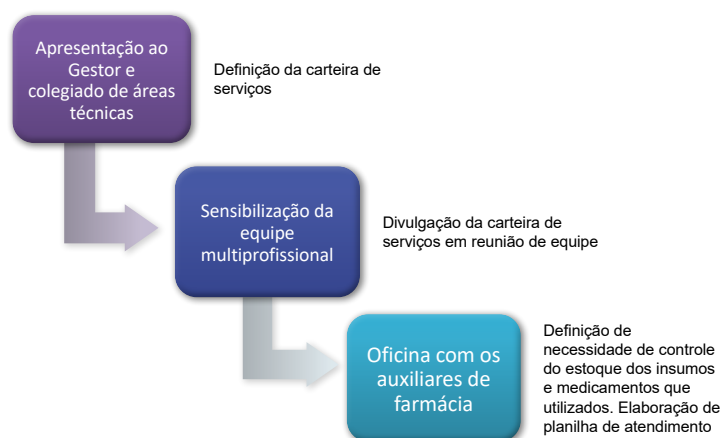 Apresentação ao
Gestor e
colegiado de áreas
técnicas
Definição da carteira de
serviços
Sensibilização da
equipe
multiprofissional
Divulgação da carteira de
serviços em reunião de equipe
Oficina com os
auxiliares de
farmácia
Definição de
necessidade de controle
do estoque dos insumos
e medicamentos que
utilizados. Elaboração de
planilha de atendimento